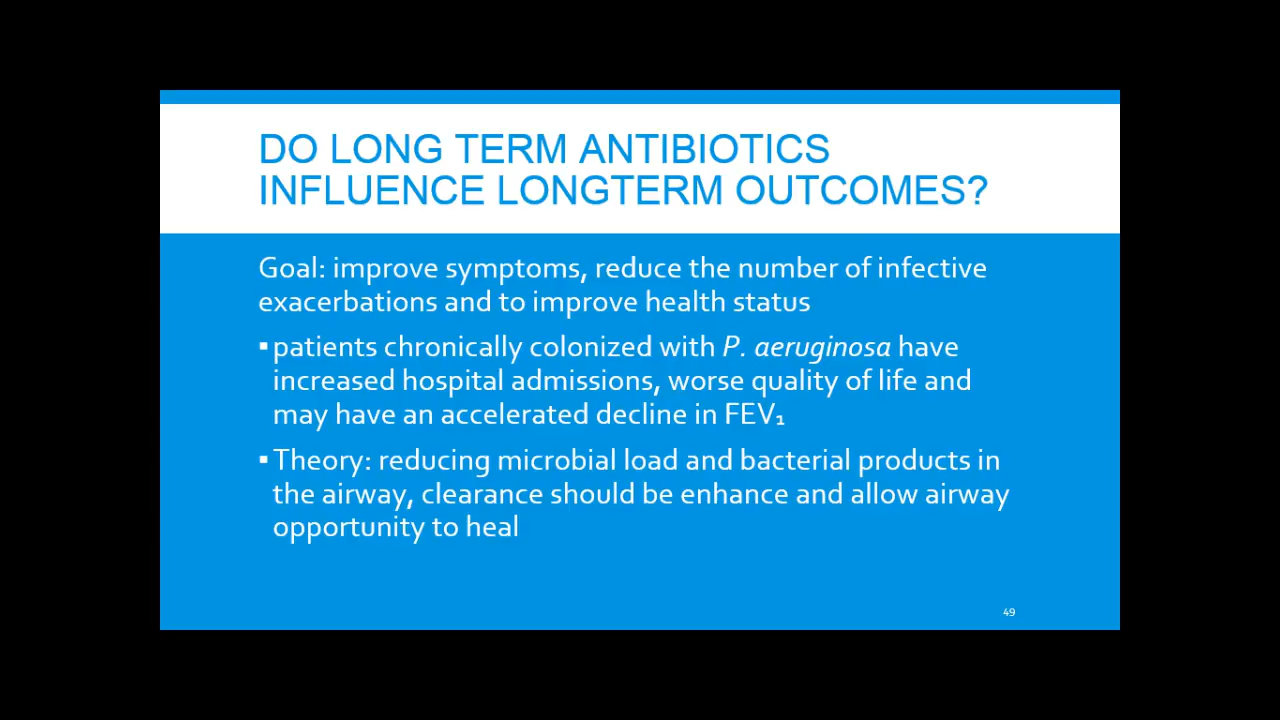 DO LONG TERM ANTIBIOTICS
INFLUENCE LONGTERM OUTCOMES?
Goal: improve symptoms, reduce the number of infective
exacerbations and to improve health status
▪ patients chronically colonized with P. aeruginosa have
increased hospital admissions, worse quality of life and
may have an accelerated decline in FEV₁
▪ Theory: reducing microbial load and bacterial products in
the airway, clearance should be enhance and allow airway
opportunity to heal
49